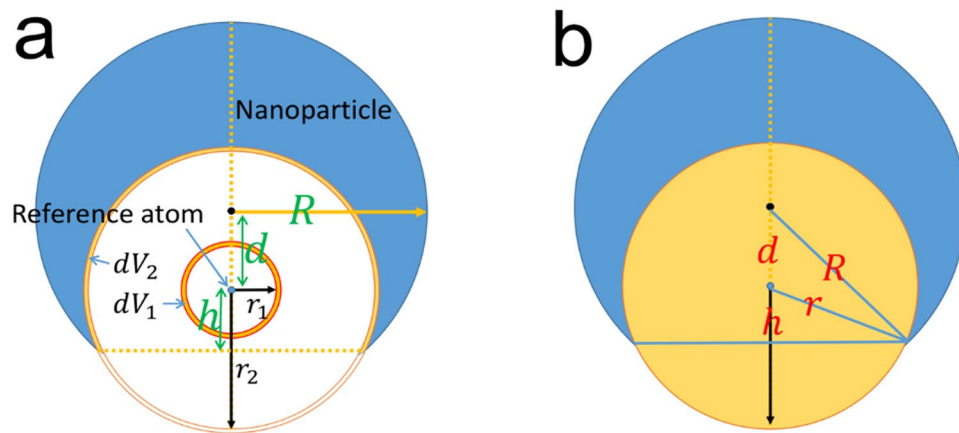 a
Nanoparticle
Reference atom
R
d
dV₂
dV₁
r₁
h
r₂
b
d
R
r
h